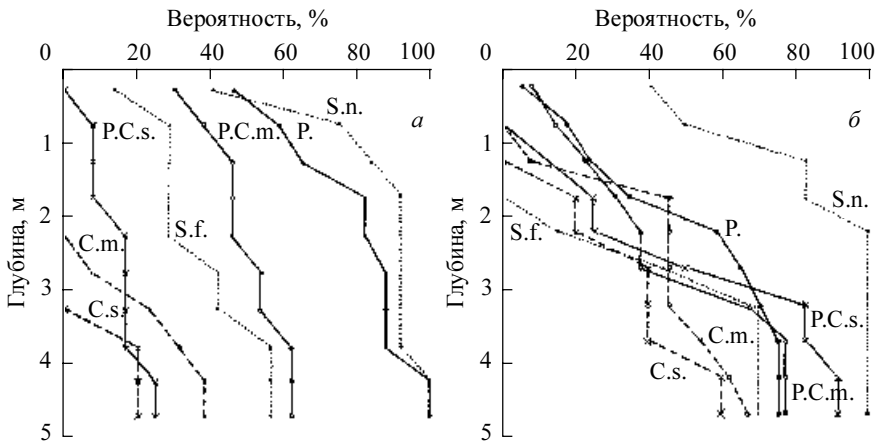 Вероятность, %
0 20 40 60 80 100
Глубина, м
1
2
3
4
5
а
S.n.
P.C.s.
P.C.m.
P.
S.f.
C.m.
C.s.
Вероятность, %
0 20 40 60 80 100
Глубина, м
1
2
3
4
5
б
S.n.
P.
S.f.
P.C.s.
C.m.
C.s.
P.C.m.